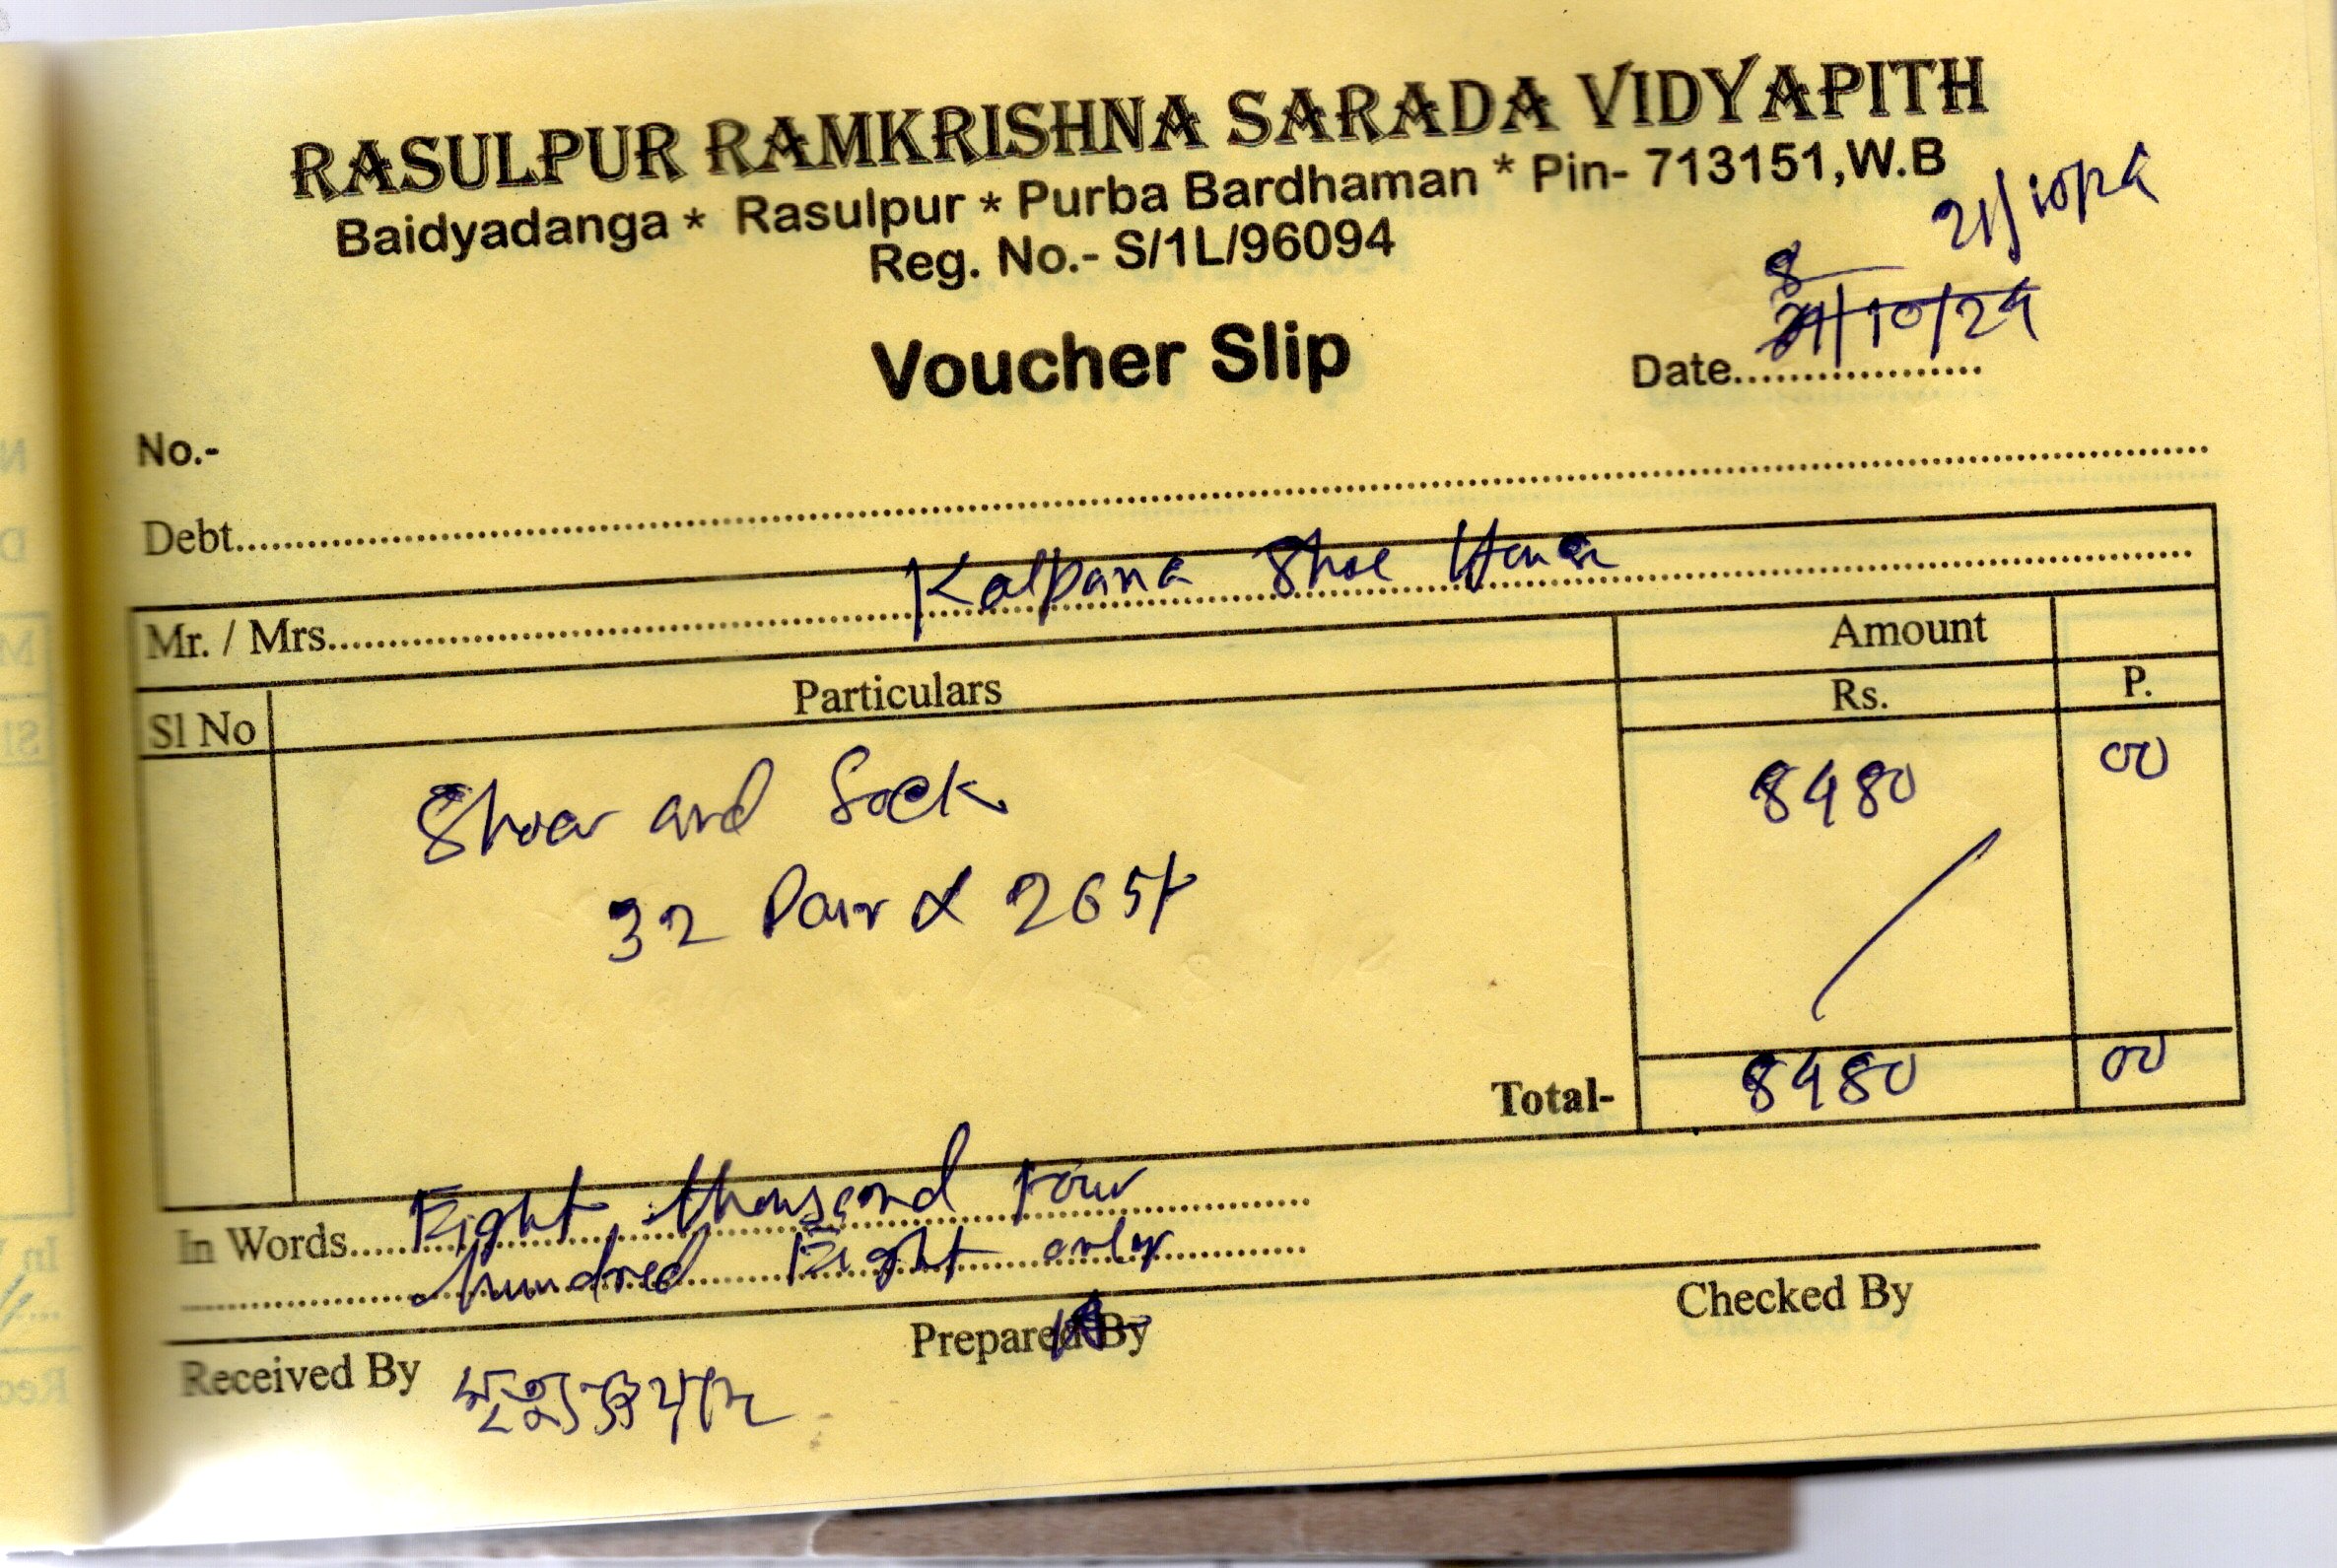 RASULPUR RAMKRISHNA SARADA VIDYAPITH
Baidyadanga * Rasulpur * Purba Bardhaman * Pin- 713151,W.B
Reg. No.- S/1L/96094
21/10/24
8
Voucher Slip
Date 21/10/24
No.-
Debt
Mr. / Mrs. Kalpana Shoe House
Sl No Particulars Amount
Rs. P.
Shoes and Sock 8480 00
32 Pair x 265/-
Total- 8480 00
In Words Eight thousand Four
hundred Eight only
Received By Prepared By Checked By